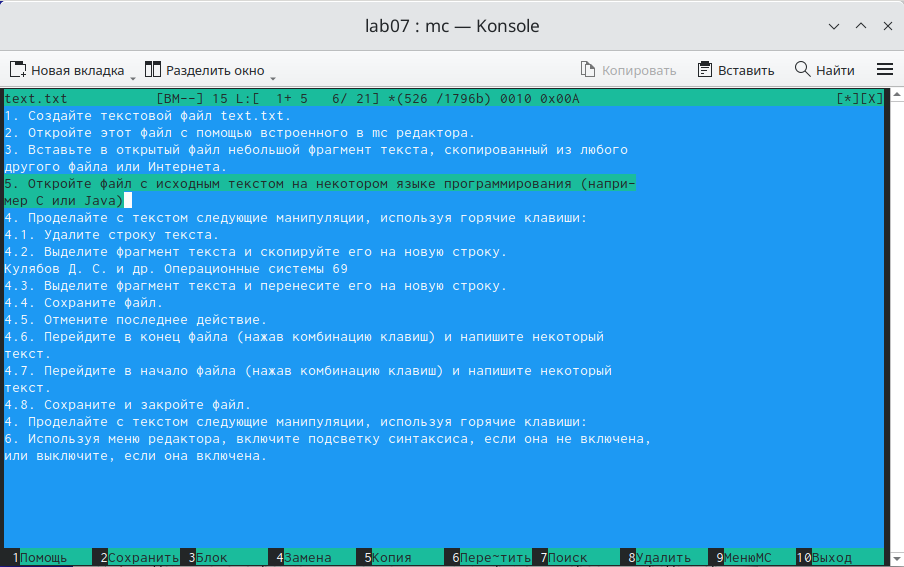 lab07 : mc — Konsole
Новая вкладка Разделить окно Копировать Вставить Найти
text.txt [BM--] 15 L:[ 1+ 5 6/ 21] *(526 /1796b) 0010 0x00A [*][X]
1. Создайте текстовой файл text.txt.
2. Откройте этот файл с помощью встроенного в mc редактора.
3. Вставьте в открытый файл небольшой фрагмент текста, скопированный из любого
другого файла или Интернета.
5. Откройте файл с исходным текстом на некотором языке программирования (напри-
мер C или Java)
4. Проделайте с текстом следующие манипуляции, используя горячие клавиши:
4.1. Удалите строку текста.
4.2. Выделите фрагмент текста и скопируйте его на новую строку.
Кулябов Д. С. и др. Операционные системы 69
4.3. Выделите фрагмент текста и перенесите его на новую строку.
4.4. Сохраните файл.
4.5. Отмените последнее действие.
4.6. Перейдите в конец файла (нажав комбинацию клавиш) и напишите некоторый
текст.
4.7. Перейдите в начало файла (нажав комбинацию клавиш) и напишите некоторый
текст.
4.8. Сохраните и закройте файл.
4. Проделайте с текстом следующие манипуляции, используя горячие клавиши:
6. Используя меню редактора, включите подсветку синтаксиса, если она не включена,
или выключите, если она включена.
1Помощь 2Сохранить 3Блок 4Замена 5Копия 6Пере~тить 7Поиск 8Удалить 9МенюMC 10Выход